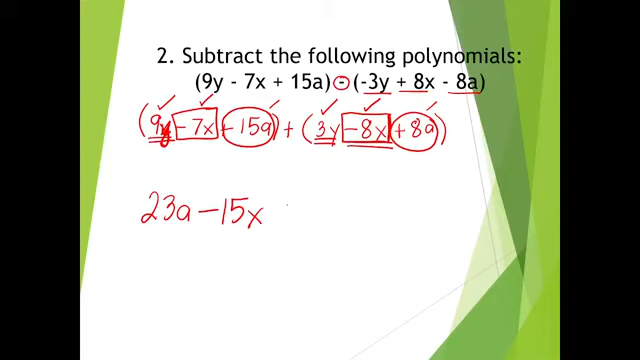 2. Subtract the following polynomials:
(9y - 7x + 15a) - (-3y + 8x - 8a)
(9y - 7x + 15a) + (3y - 8x + 8a)
23a - 15x